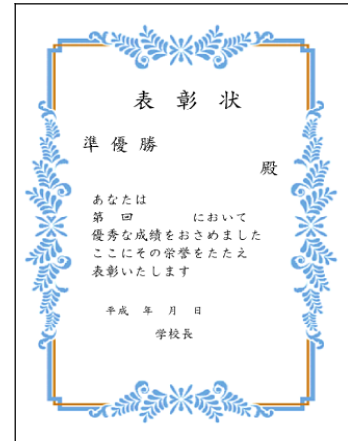 表 彰 状
準 優 勝
殿
あなたは
第 回 において
優秀な成績をおさめました
ここにその栄誉をたたえ
表彰いたします
平成 年 月 日
学校長